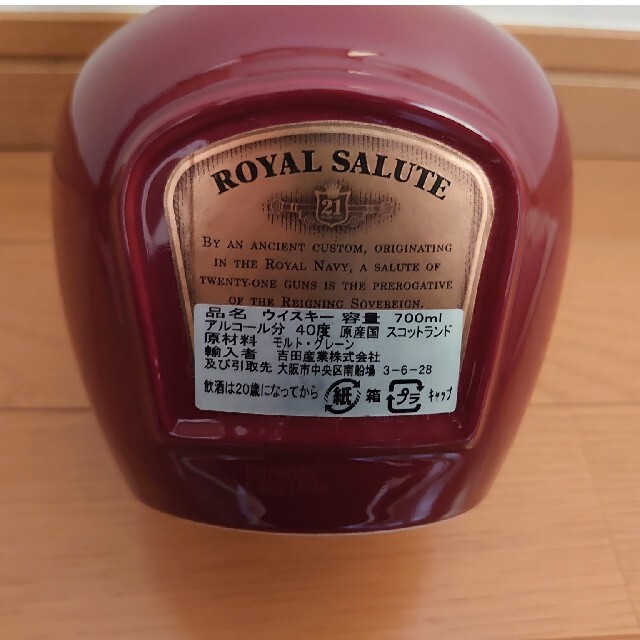 ROYAL SALUTE
21
BY AN ANCIENT CUSTOM, ORIGINATING
IN THE ROYAL NAVY, A SALUTE OF
TWENTY-ONE GUNS IS THE PREROGATIVE
OF THE REIGNING SOVEREIGN.
品名 ウイスキー 容量 700ml
アルコール分 40度 原産国 スコットランド
原材料 モルト・グレーン
輸入者 吉田産業株式会社
及び引取先 大阪市中央区南船場 3-6-28
飲酒は20歳になってから 紙 箱 プラ キャップ